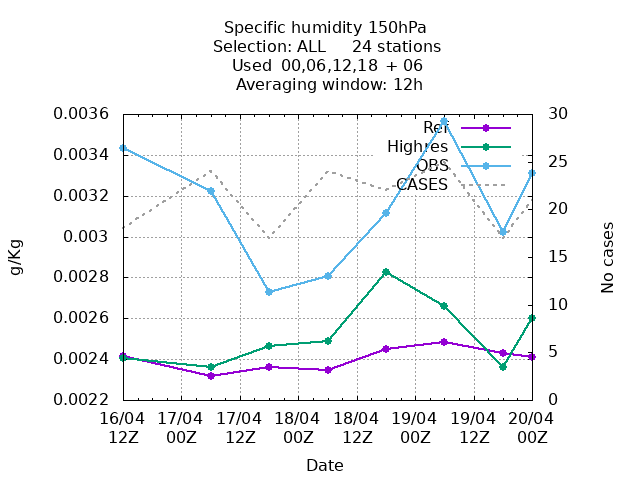 Specific humidity 150hPa
Selection: ALL 24 stations
Used 00,06,12,18 + 06
Averaging window: 12h
0.0036
0.0034
0.0032
0.003
0.0028
0.0026
0.0024
0.0022
g/Kg
30
25
20
15
10
5
0
No cases
Ref
Highres
OBS
CASES
16/04 17/04 17/04 18/04 18/04 19/04 19/04 20/04
12Z 00Z 12Z 00Z 12Z 00Z 12Z 00Z
Date